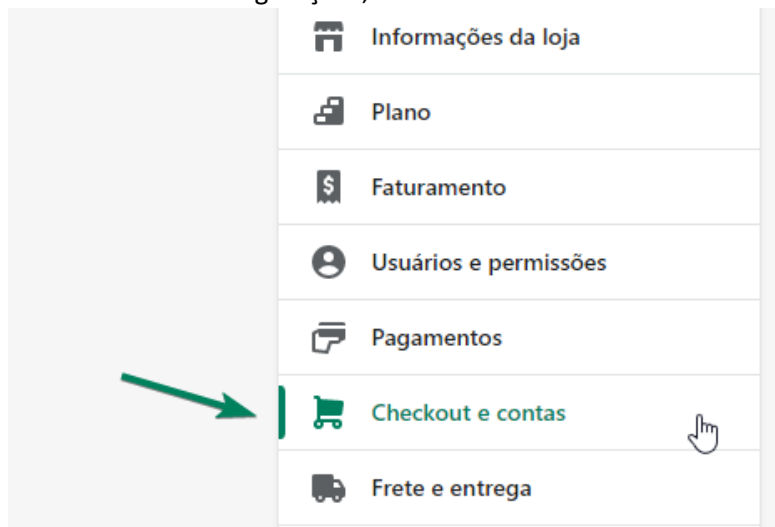 Informações da loja
Plano
$
Faturamento
Usuários e permissões
Pagamentos
Checkout e contas
Frete e entrega